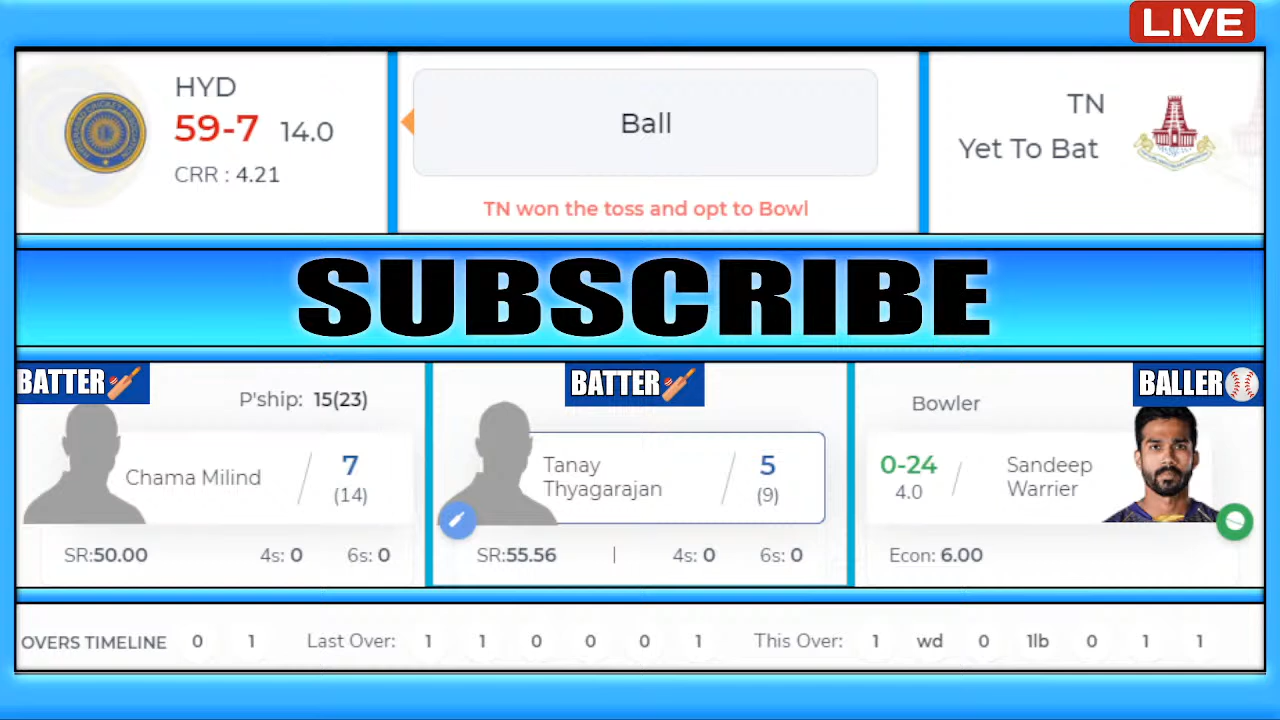 LIVE
HYD
59-7 14.0
CRR : 4.21
Ball
TN won the toss and opt to Bowl
TN
Yet To Bat
SUBSCRIBE
BATTER
P'ship: 15(23)
Chama Milind / 7
(14)
SR:50.00 4s: 0 6s: 0
BATTER
Tanay
Thyagarajan / 5
(9)
SR:55.56 | 4s: 0 6s: 0
BALLER
Bowler
0-24
4.0 / Sandeep
Warrier
Econ: 6.00
OVERS TIMELINE 0 1 Last Over: 1 1 0 0 0 1 This Over: 1 wd 0 1lb 0 1 1